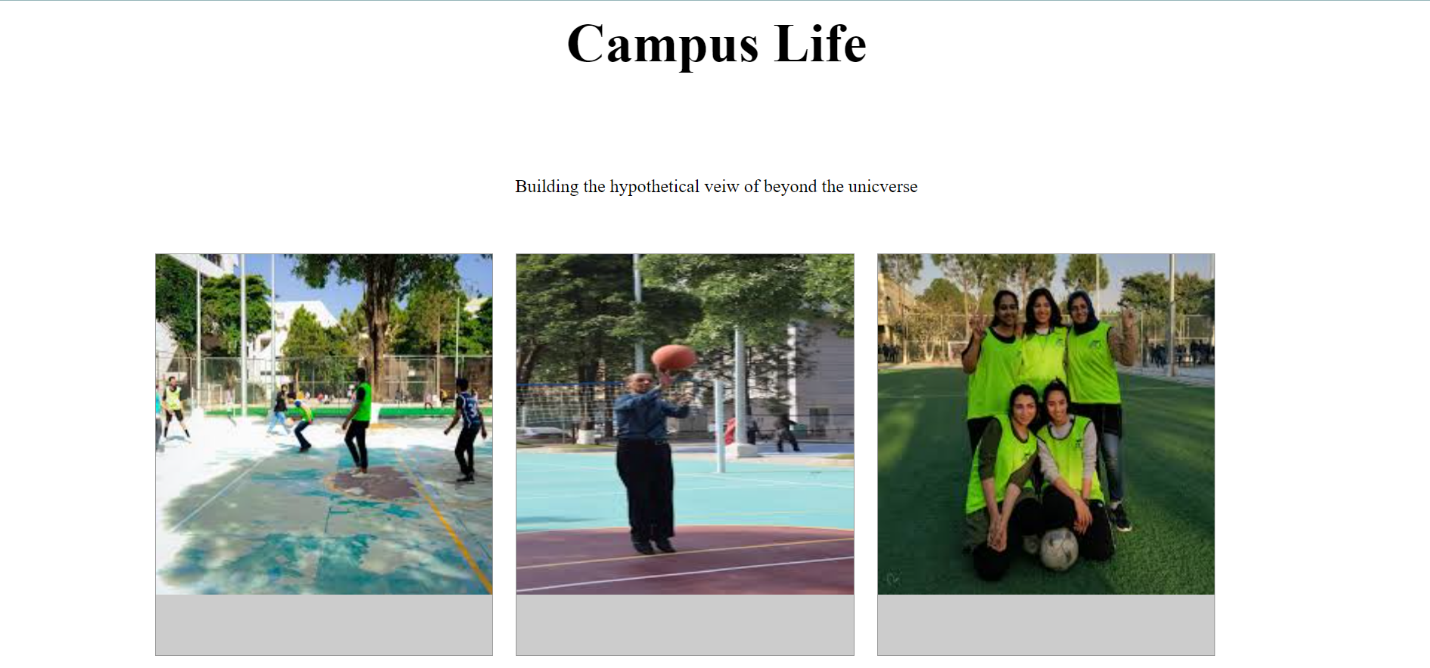 Campus Life
Building the hypothetical veiw of beyond the unicverse